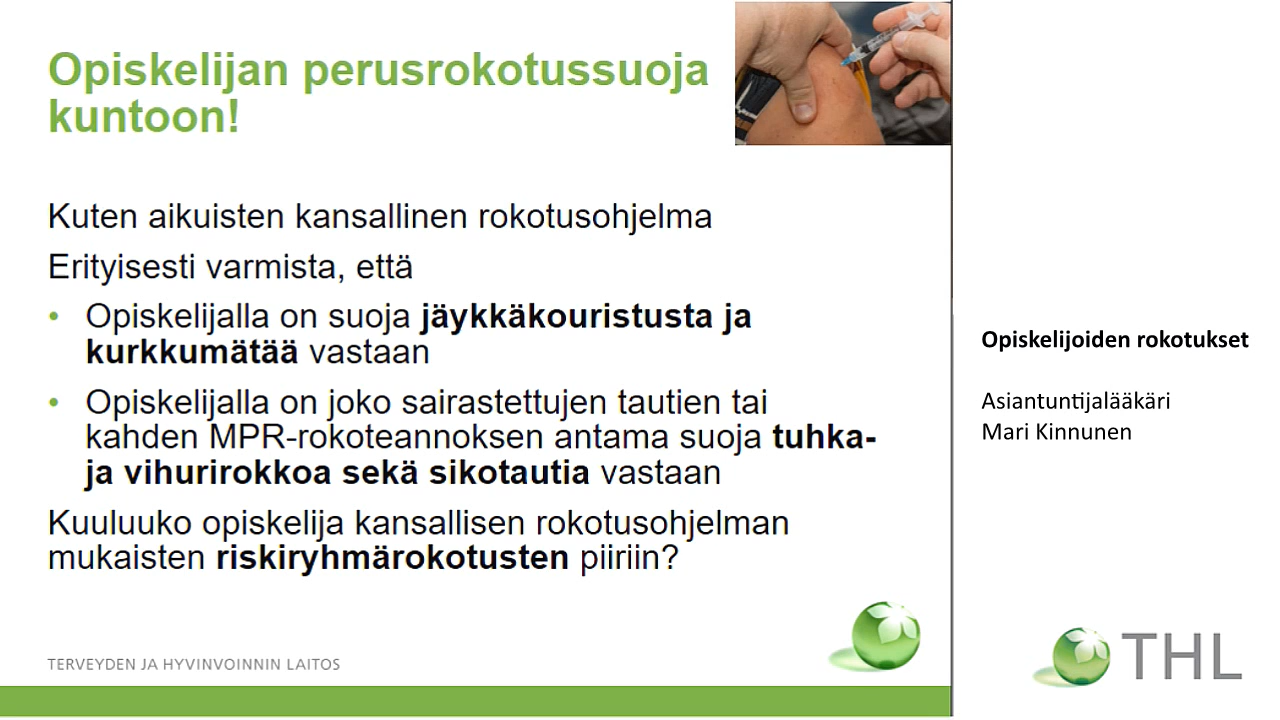 Opiskelijan perusrokotussuoja
kuntoon!
Kuten aikuisten kansallinen rokotusohjelma
Erityisesti varmista, että
• Opiskelijalla on suoja jäykkäkouristusta ja
kurkkumätää vastaan
• Opiskelijalla on joko sairastettujen tautien tai
kahden MPR-rokoteannoksen antama suoja tuhka-
ja vihurirokkoa sekä sikotautia vastaan
Kuuluuko opiskelija kansallisen rokotusohjelman
mukaisten riskiryhmärokotusten piiriin?
TERVEYDEN JA HYVINVOINNIN LAITOS
Opiskelijoiden rokotukset
Asiantuntijalääkäri
Mari Kinnunen
THL